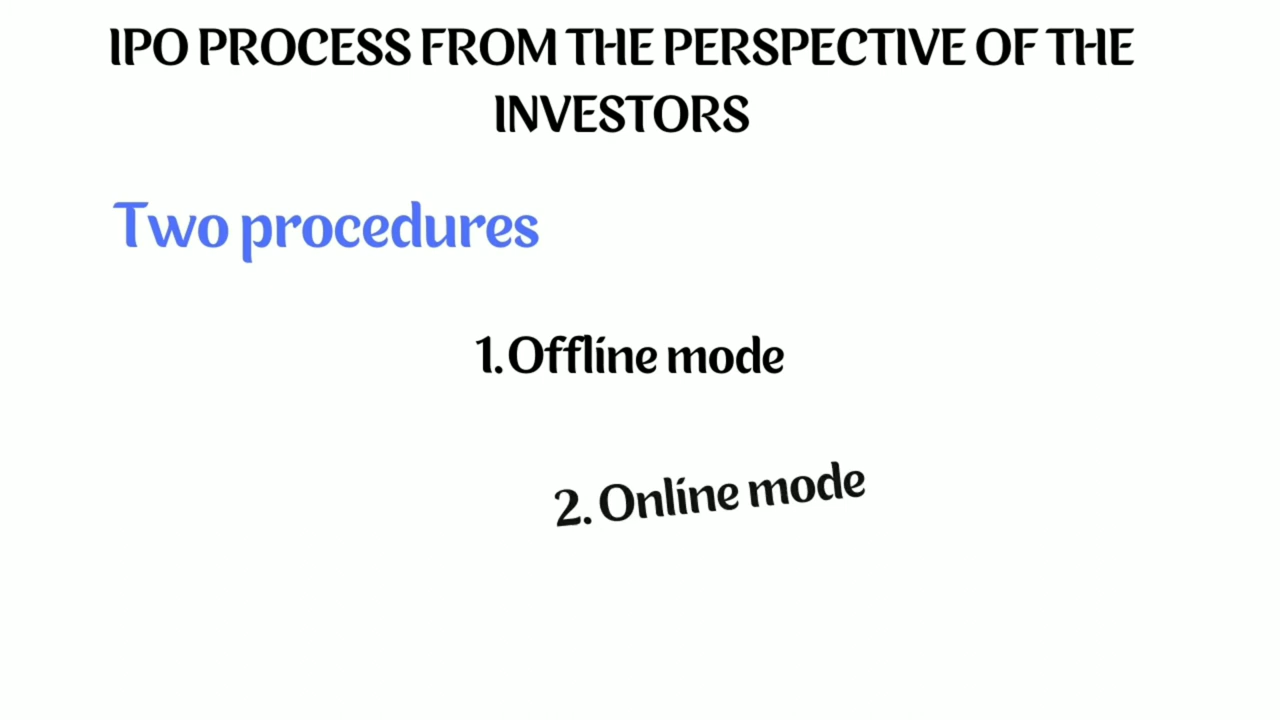 IPO PROCESS FROM THE PERSPECTIVE OF THE
INVESTORS
Two procedures
1.Offline mode
2. Online mode